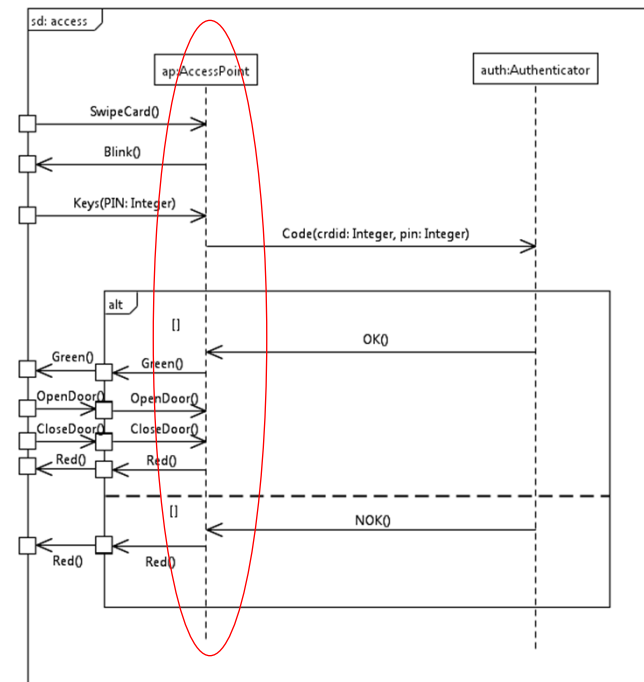 sd: access
ap:AccessPoint
auth:Authenticator
SwipeCard()
Blink()
Keys(PIN: Integer)
Code(crdid: Integer, pin: Integer)
alt
[]
OK()
Green()
Green()
OpenDoor()
OpenDoor()
CloseDoor()
CloseDoor()
Red()
Red()
[]
NOK()
Red()
Red()